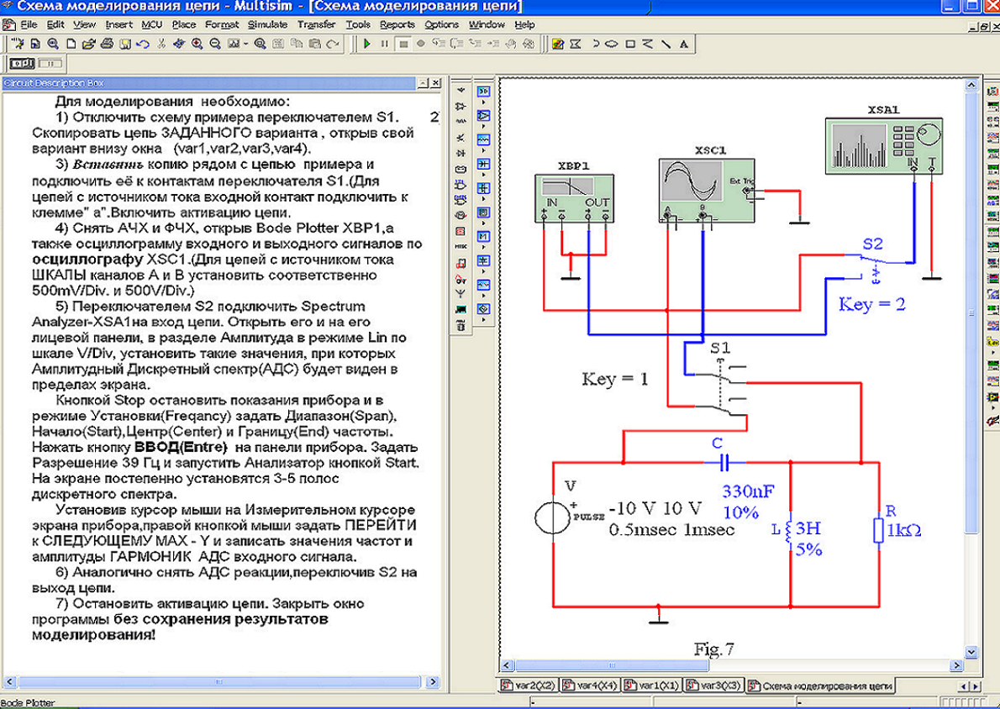 Схема моделирования цепи - Multisim - [Схема моделирования цепи]
File Edit View Insert MCU Place Format Simulate Transfer Tools Reports Options Window Help
Circuit Description Box
Для моделирования необходимо:
1) Отключить схему примера переключателем S1. 2)
Скопировать цепь ЗАДАННОГО варианта , открыв свой
вариант внизу окна (var1,var2,var3,var4).
3) Вставить копию рядом с цепью примера и
подключить её к контактам переключателя S1.(Для
цепей с источником тока входной контакт подключить к
клемме" a".Включить активацию цепи.
4) Снять АЧХ и ФЧХ, открыв Bode Plotter XBP1,а
также осциллограмму входного и выходного сигналов по
осциллографу XSC1.(Для цепей с источником тока
ШКАЛЫ каналов А и В установить соответственно
500mV/Div. и 500V/Div.)
5) Переключателем S2 подключить Spectrum
Analyzer-XSA1на вход цепи. Открыть его и на его
лицевой панели, в разделе Амплитуда в режиме Lin по
шкале V/Div, установить такие значения, при которых
Амплитудный Дискретный спектр(АДС) будет виден в
пределах экрана.
Кнопкой Stop остановить показания прибора и в
режиме Установки(Freqancy) задать Диапазон(Span),
Начало(Start),Центр(Center) и Границу(End) частоты.
Нажать кнопку ВВОД(Entre) на панели прибора. Задать
Разрешение 39 Гц и запустить Анализатор кнопкой Start.
На экране постепенно установятся 3-5 полос
дискретного спектра.
Установив курсор мыши на Измерительном курсоре
экрана прибора,правой кнопкой мыши задать ПЕРЕЙТИ
к СЛЕДУЮЩЕМУ MAX - Y и записать значения частот и
амплитуды ГАРМОНИК АДС входного сигнала.
6) Аналогично снять АДС реакции,переключив S2 на
выход цепи.
7) Остановить активацию цепи. Закрыть окно
программы без сохранения результатов
моделирования!
XSA1
IN T
XSC1
Ext Trig
A B
XBP1
IN OUT
S2
Key = 2
S1
Key = 1
C
330nF
10%
V
PULSE
-10 V 10 V
0.5msec 1msec
L
3H
5%
R
1kΩ
Fig.7
var2(X2) var4(X4) var1(X1) var3(X3) Схема моделирования цепи
Bode Plotter